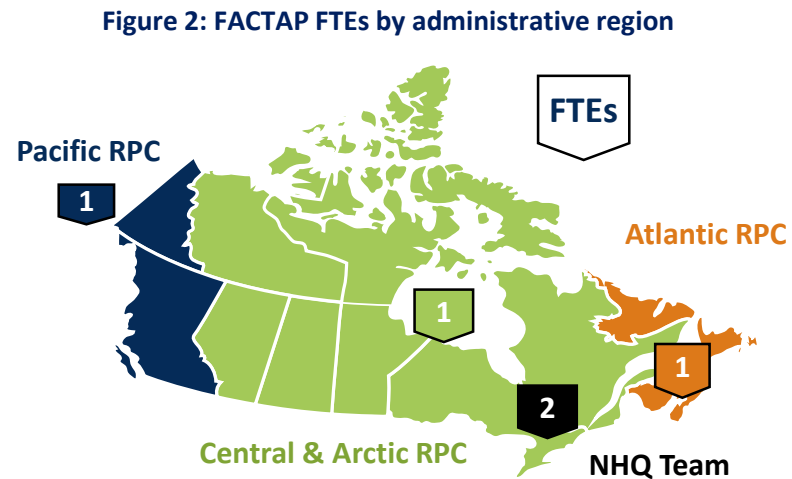 Figure 2: FACTAP FTEs by administrative region
FTEs
Pacific RPC
1
Atlantic RPC
1
1
2
Central & Arctic RPC
NHQ Team